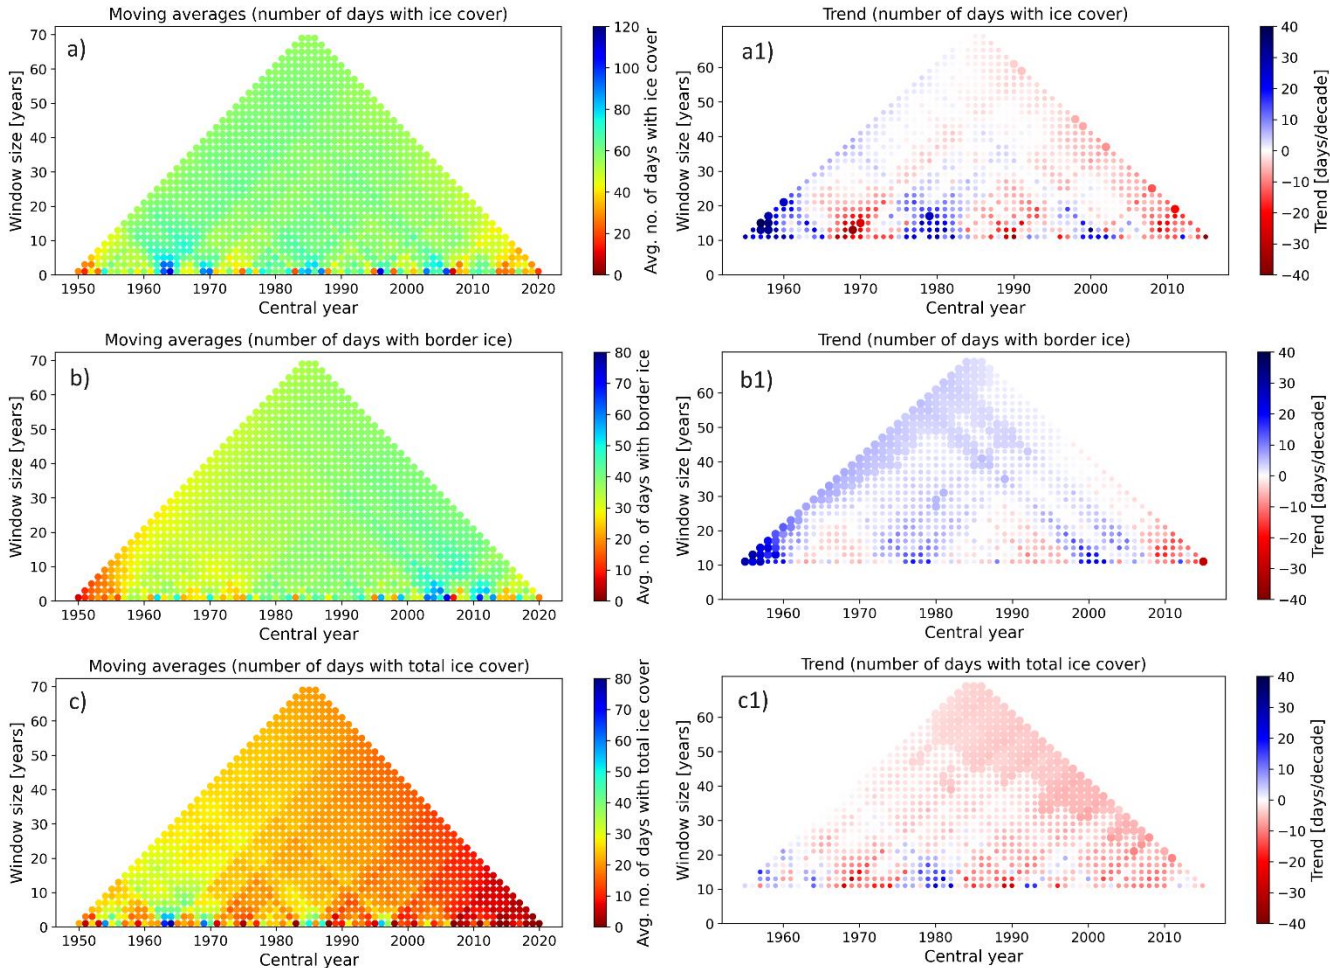 Moving averages (number of days with ice cover)
a)
70
60
50
40
30
20
10
0
Window size [years]
1950 1960 1970 1980 1990 2000 2010 2020
Central year
120
100
80
60
40
20
0
Avg. no. of days with ice cover
Trend (number of days with ice cover)
a1)
60
50
40
30
20
10
0
Window size [years]
1960 1970 1980 1990 2000 2010
Central year
40
30
20
10
0
−10
−20
−30
−40
Trend [days/decade]
Moving averages (number of days with border ice)
b)
70
60
50
40
30
20
10
0
Window size [years]
1950 1960 1970 1980 1990 2000 2010 2020
Central year
80
70
60
50
40
30
20
10
0
Avg. no. of days with border ice
Trend (number of days with border ice)
b1)
60
50
40
30
20
10
0
Window size [years]
1960 1970 1980 1990 2000 2010
Central year
40
30
20
10
0
−10
−20
−30
−40
Trend [days/decade]
Moving averages (number of days with total ice cover)
c)
70
60
50
40
30
20
10
0
Window size [years]
1950 1960 1970 1980 1990 2000 2010 2020
Central year
80
70
60
50
40
30
20
10
0
Avg. no. of days with total ice cover
Trend (number of days with total ice cover)
c1)
60
50
40
30
20
10
0
Window size [years]
1960 1970 1980 1990 2000 2010
Central year
40
30
20
10
0
−10
−20
−30
−40
Trend [days/decade]